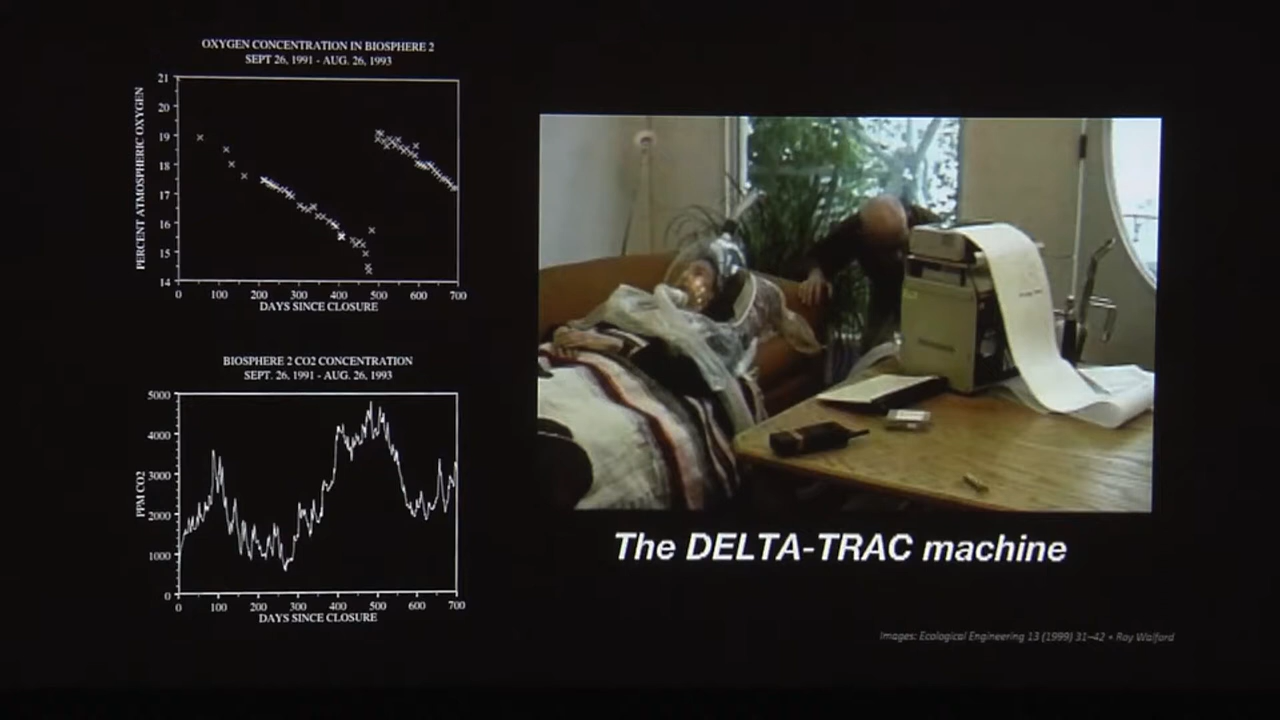 OXYGEN CONCENTRATION IN BIOSPHERE 2
SEPT 26, 1991 - AUG. 26, 1993
PERCENT ATMOSPHERIC OXYGEN
21
20
19
18
17
16
15
14
0 100 200 300 400 500 600 700
DAYS SINCE CLOSURE
BIOSPHERE 2 CO2 CONCENTRATION
SEPT. 26, 1991 - AUG. 26, 1993
PPM CO2
5000
4000
3000
2000
1000
0
0 100 200 300 400 500 600 700
DAYS SINCE CLOSURE
The DELTA-TRAC machine
Images: Ecological Engineering 13 (1999) 31–42 + Roy Walford